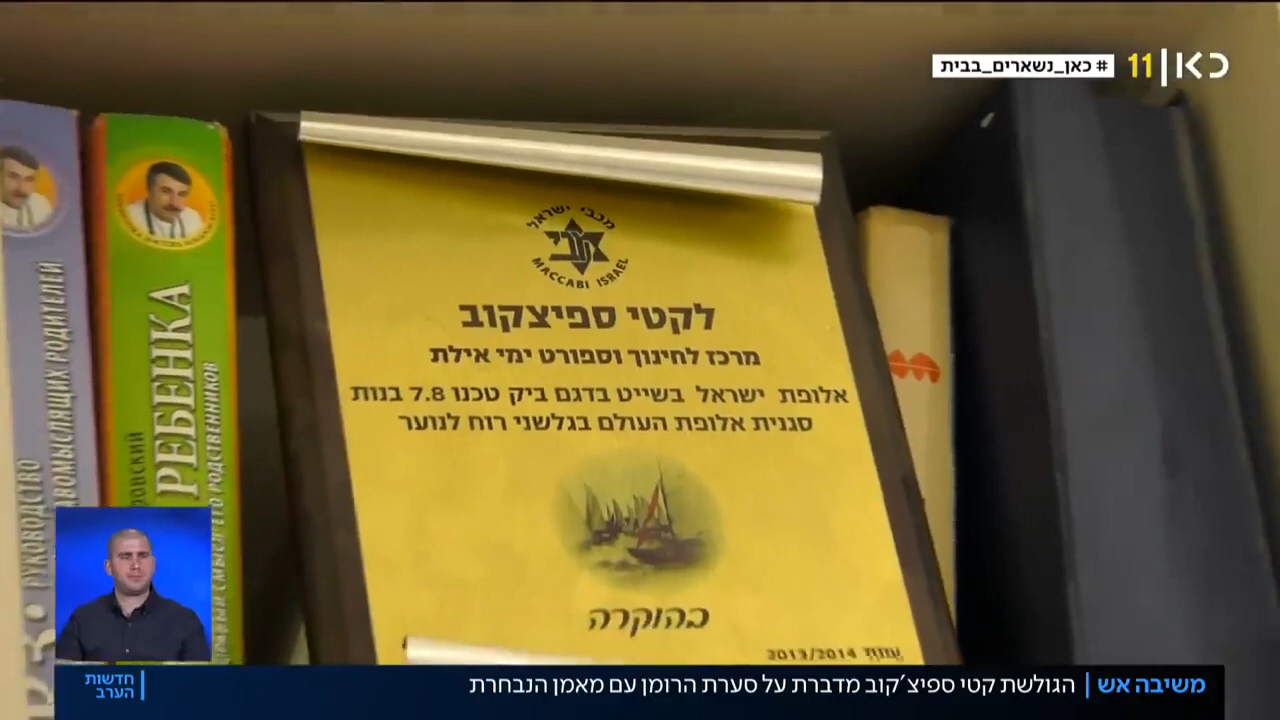 # כאן_נשארים_בבית
כאן 11
מכבי ישראל
MACCABI ISRAEL
לקטי ספיצקוב
מרכז לחינוך וספורט ימי אילת
אלופת ישראל בשייט בדגם ביק טכנו 7.8 בנות
סגנית אלופת העולם בגלשני רוח לנוער
בהוקרה
עונת 2013/2014
РЕБЕНКА
РОДСТВЕННИКОВ
РУКОВОДСТВО
РОДИТЕЛЕЙ
משיבה אש | הגולשת קטי ספיצ'קוב מדברת על סערת הרומן עם מאמן הנבחרת
חדשות
הערב